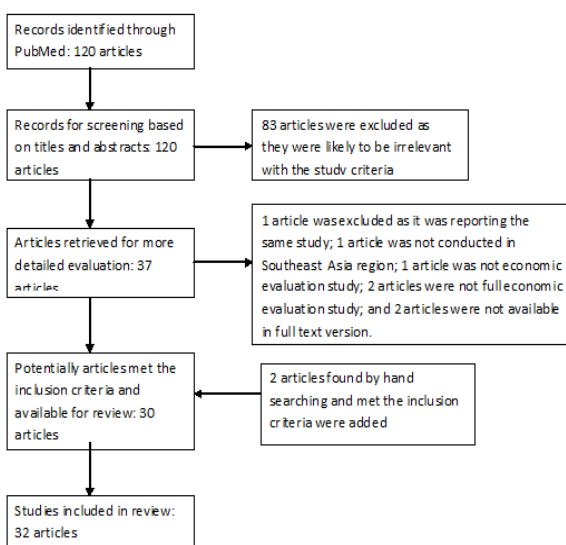 Records identified through
PubMed: 120 articles
Records for screening based
on titles and abstracts: 120
articles
83 articles were excluded as
they were likely to be irrelevant
with the study criteria
Articles retrieved for more
detailed evaluation: 37
articles
1 article was excluded as it was reporting the
same study; 1 article was not conducted in
Southeast Asia region; 1 article was not economic
evaluation study; 2 articles were not full economic
evaluation study; and 2 articles were not available
in full text version.
Potentially articles met the
inclusion criteria and
available for review: 30
articles
2 articles found by hand
searching and met the inclusion
criteria were added
Studies included in review:
32 articles